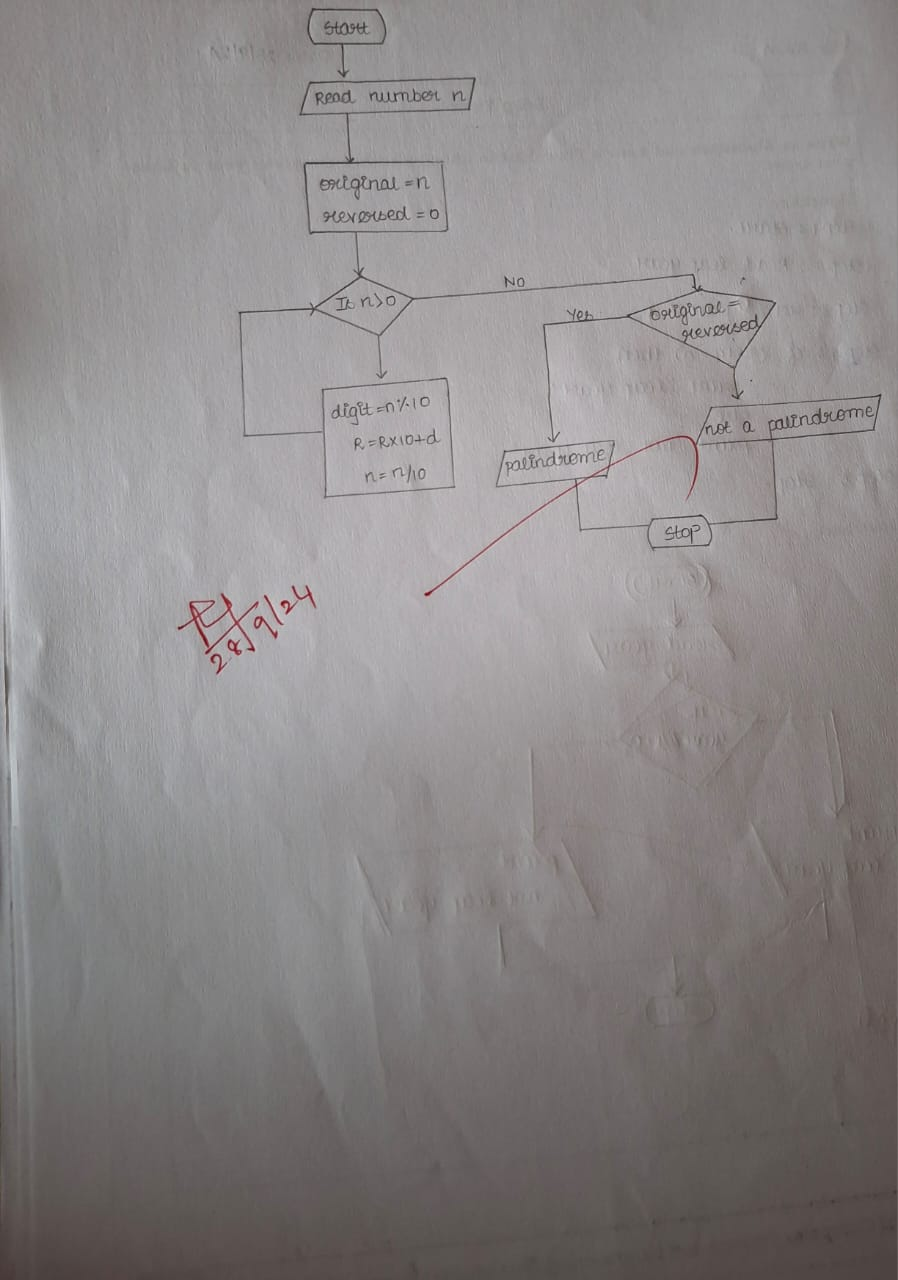 Start
Read number n
original = n
reversed = 0
If n>0
NO
digit = n%10
R = R×10+d
n = n/10
original =
reversed
Yes
palindrome
not a palindrome
Stop
28/9/24